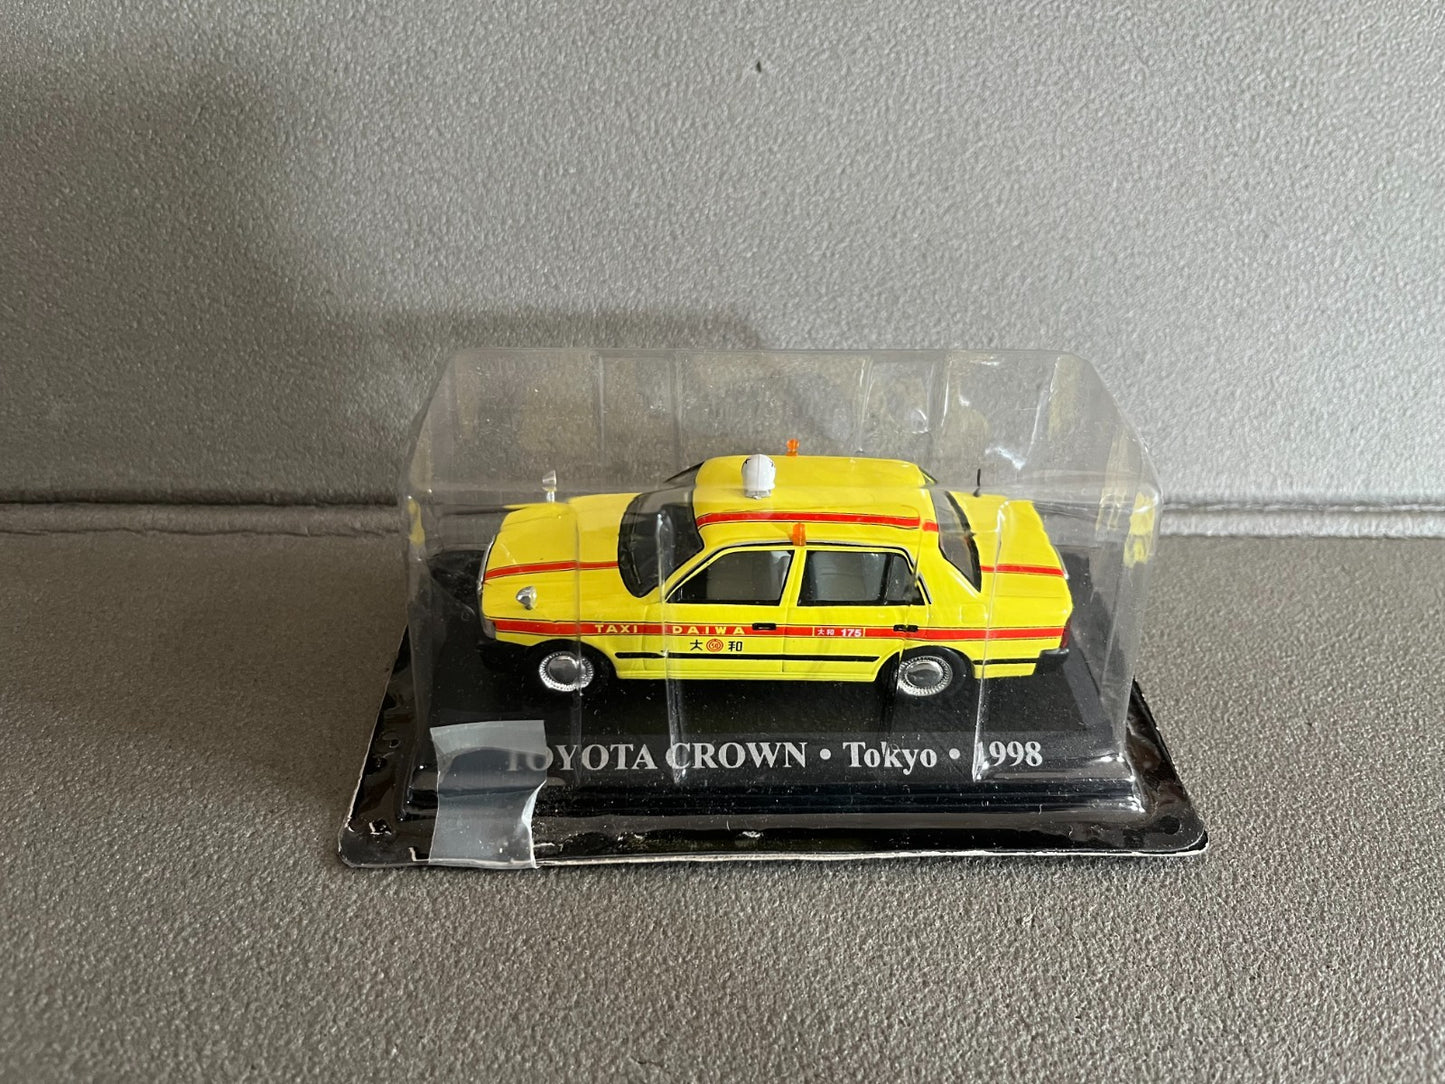 TAXI DAIWA
大和 175
大 和
TOYOTA CROWN • Tokyo • 1998